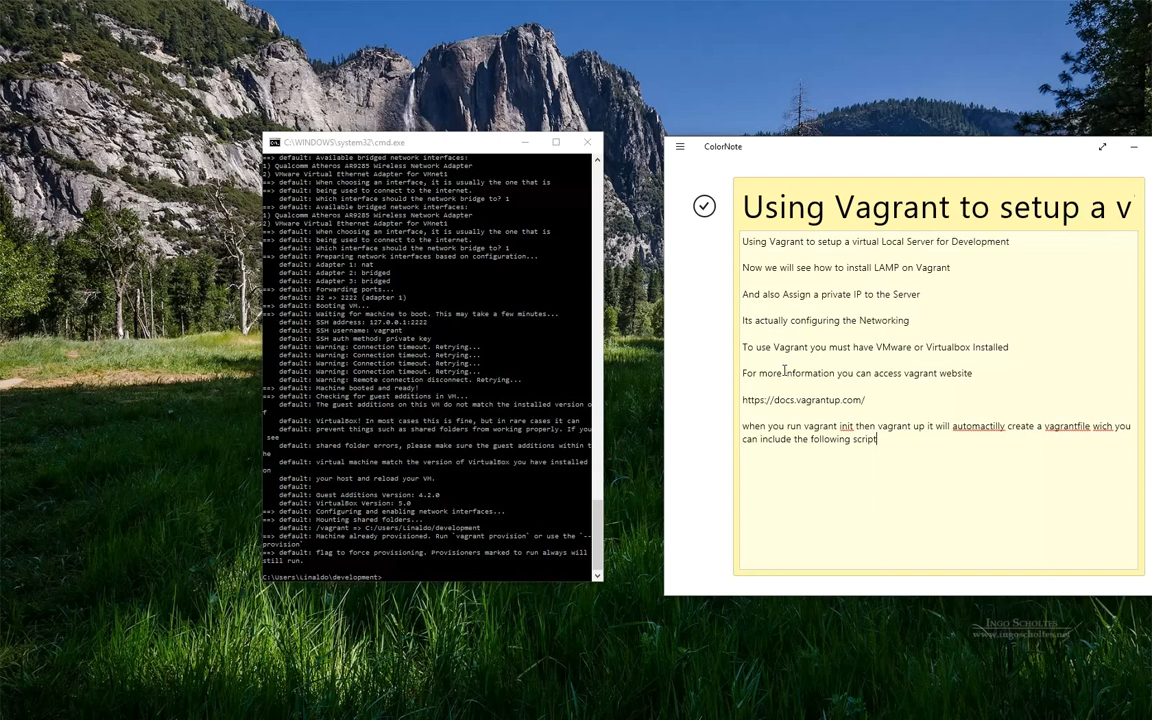 C:\WINDOWS\system32\cmd.exe
==> default: Available bridged network interfaces:
1) Qualcomm Atheros AR9285 Wireless Network Adapter
2) VMware Virtual Ethernet Adapter for VMnet1
==> default: When choosing an interface, it is usually the one that is
==> default: being used to connect to the internet.
    default: Which interface should the network bridge to? 1
==> default: Available bridged network interfaces:
1) Qualcomm Atheros AR9285 Wireless Network Adapter
2) VMware Virtual Ethernet Adapter for VMnet1
==> default: When choosing an interface, it is usually the one that is
==> default: being used to connect to the internet.
    default: Which interface should the network bridge to? 1
==> default: Preparing network interfaces based on configuration...
    default: Adapter 1: nat
    default: Adapter 2: bridged
    default: Adapter 3: bridged
==> default: Forwarding ports...
    default: 22 => 2222 (adapter 1)
==> default: Booting VM...
==> default: Waiting for machine to boot. This may take a few minutes...
    default: SSH address: 127.0.0.1:2222
    default: SSH username: vagrant
    default: SSH auth method: private key
    default: Warning: Connection timeout. Retrying...
    default: Warning: Connection timeout. Retrying...
    default: Warning: Connection timeout. Retrying...
    default: Warning: Connection timeout. Retrying...
    default: Warning: Remote connection disconnect. Retrying...
==> default: Machine booted and ready!
==> default: Checking for guest additions in VM...
    default: The guest additions on this VM do not match the installed version o
f
    default: VirtualBox! In most cases this is fine, but in rare cases it can
    default: prevent things such as shared folders from working properly. If you
 see
    default: shared folder errors, please make sure the guest additions within t
he
    default: virtual machine match the version of VirtualBox you have installed
on
    default: your host and reload your VM.
    default:
    default: Guest Additions Version: 4.2.0
    default: VirtualBox Version: 5.0
==> default: Configuring and enabling network interfaces...
==> default: Mounting shared folders...
    default: /vagrant => C:/Users/Linaldo/development
==> default: Machine already provisioned. Run `vagrant provision` or use the `--
provision`
==> default: flag to force provisioning. Provisioners marked to run always will
still run.
C:\Users\Linaldo\development>
ColorNote
Using Vagrant to setup a v
Using Vagrant to setup a virtual Local Server for Development
Now we will see how to install LAMP on Vagrant
And also Assign a private IP to the Server
Its actually configuring the Networking
To use Vagrant you must have VMware or Virtualbox Installed
For more information you can access vagrant website
https://docs.vagrantup.com/
when you run vagrant init then vagrant up it will automactilly create a vagrantfile wich you
can include the following script
INGO SCHOLTES
www.ingoscholtes.net